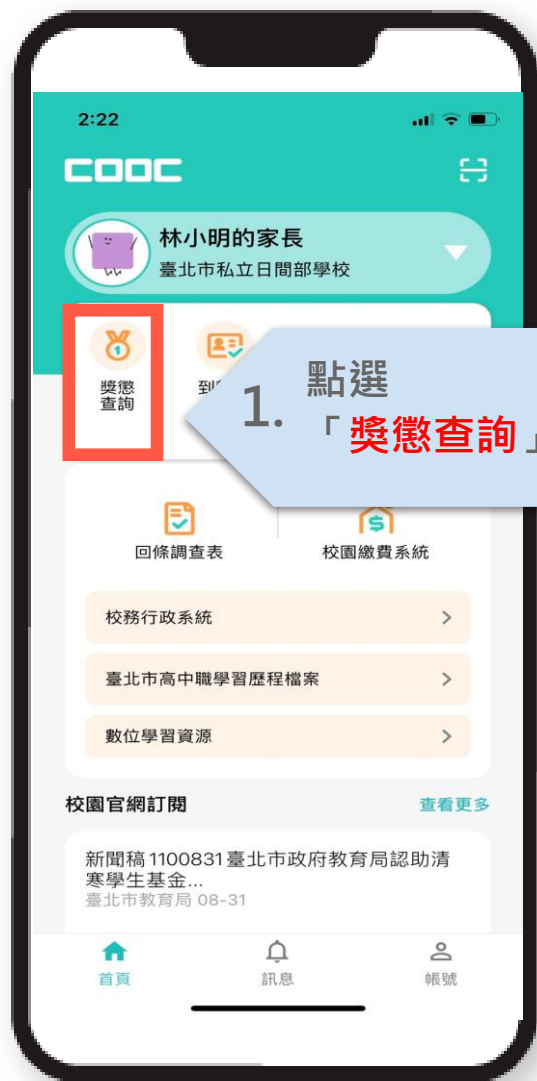 2:22
COOC
林小明的家長
臺北市私立日間部學校
獎懲
查詢
到
1. 點選
「獎懲查詢」
回條調查表
校園繳費系統
校務行政系統
臺北市高中職學習歷程檔案
數位學習資源
校園官網訂閱
查看更多
新聞稿1100831臺北市政府教育局認助清
寒學生基金...
臺北市教育局 08-31
首頁
訊息
帳號